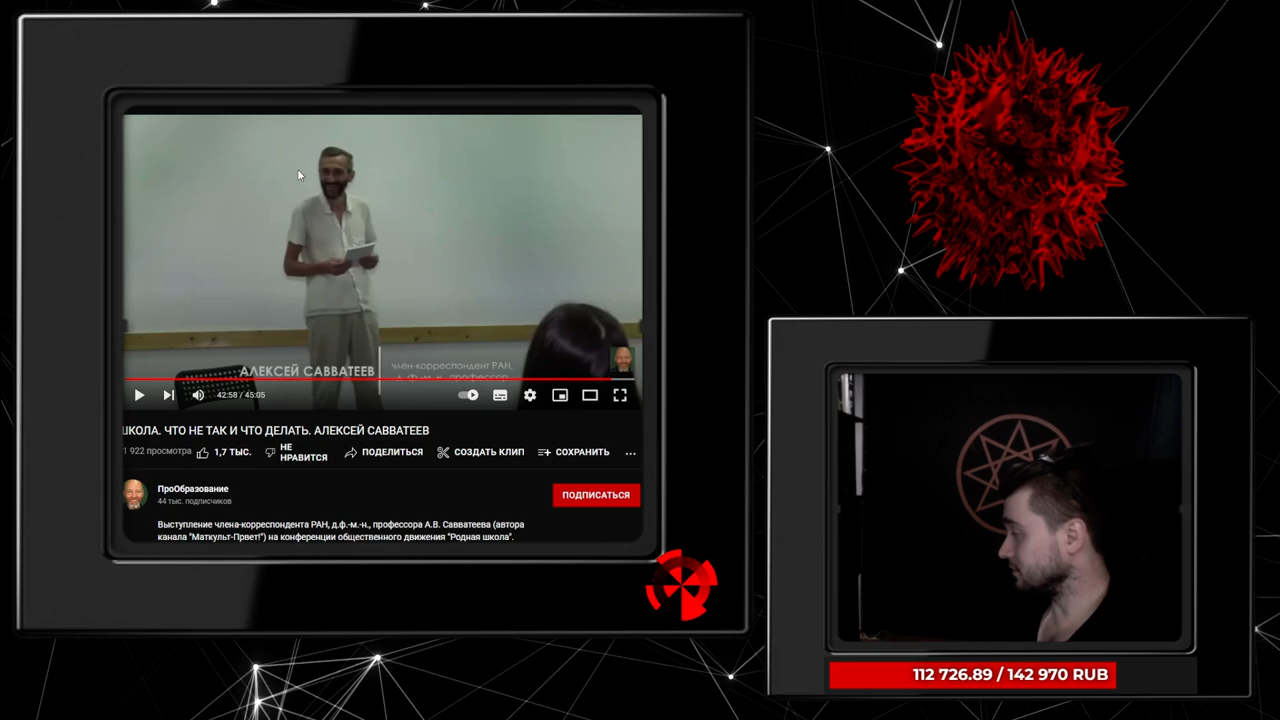 АЛЕКСЕЙ САВВАТЕЕВ
член-корреспондент РАН,
д.ф.-м.н., профессор
42:58 / 45:05
ШКОЛА. ЧТО НЕ ТАК И ЧТО ДЕЛАТЬ. АЛЕКСЕЙ САВВАТЕЕВ
1 922 просмотра 1,7 ТЫС. НЕ НРАВИТСЯ ПОДЕЛИТЬСЯ СОЗДАТЬ КЛИП СОХРАНИТЬ ...
ПроОбразование
44 тыс. подписчиков
ПОДПИСАТЬСЯ
Выступление члена-корреспондента РАН, д.ф.-м.-н., профессора А.В. Савватеева (автора
канала "Маткульт-Првет!") на конференции общественного движения "Родная школа".
112 726.89 / 142 970 RUB